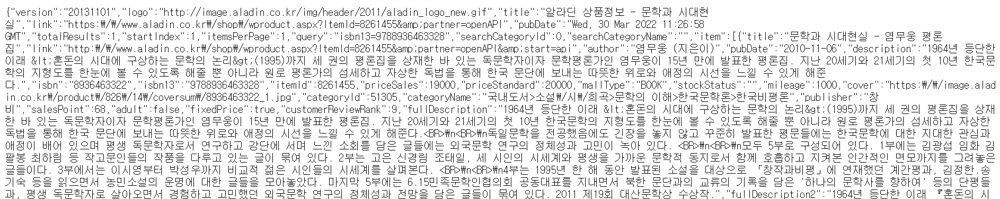 {"version":"20131101","logo":"http://image.aladin.co.kr/img/header/2011/aladin_logo_new.gif","title":"알라딘 상품정보 - 문학과 시대현
실","link":"https:₩/₩/www.aladin.co.kr₩/shop₩/wproduct.aspx?ItemId=8261455&amp;partner=openAPI","pubDate":"Wed, 30 Mar 2022 11:26:58
GMT","totalResults":1,"startIndex":1,"itemsPerPage":1,"query":"isbn13=9788936463328","searchCategoryId":0,"searchCategoryName":"","item":[{"title":"문학과 시대현실 - 염무웅 평론
집","link":"http:₩/₩/www.aladin.co.kr₩/shop₩/wproduct.aspx?ItemId=8261455&amp;partner=openAPI&amp;start=api","author":"염무웅 (지은이)","pubDate":"2010-11-06","description":"1964년 등단한
이래 &lt;혼돈의 시대에 구상하는 문학의 논리&gt;(1995)까지 세 권의 평론집을 상재한 바 있는 독문학자이자 문학평론가인 염무웅이 15년 만에 발표한 평론집. 지난 20세기와 21세기의 첫 10년 한국문
학의 지형도를 한눈에 볼 수 있도록 해줄 뿐 아니라 원로 평론가의 섬세하고 자상한 독법을 통해 한국 문단에 보내는 따뜻한 위로와 애정의 시선을 느낄 수 있게 해준
다.","isbn":"8936463322","isbn13":"9788936463328","itemId":8261455,"priceSales":19000,"priceStandard":20000,"mallType":"BOOK","stockStatus":"","mileage":1000,"cover":"https:₩/₩/image.alad
in.co.kr₩/product₩/826₩/14₩/coversum₩/8936463322_1.jpg","categoryId":51305,"categoryName":"국내도서>소설₩/시₩/희곡>문학의 이해>한국문학론>한국비평론","publisher":"창
비","salesPoint":68,"adult":false,"fixedPrice":true,"customerReviewRank":9,"fullDescription":"1964년 등단한 이래 &lt;혼돈의 시대에 구상하는 문학의 논리&gt;(1995)까지 세 권의 평론집을 상재
한 바 있는 독문학자이자 문학평론가인 염무웅이 15년 만에 발표한 평론집. 지난 20세기와 21세기의 첫 10년 한국문학의 지형도를 한눈에 볼 수 있도록 해줄 뿐 아니라 원로 평론가의 섬세하고 자상한
독법을 통해 한국 문단에 보내는 따뜻한 위로와 애정의 시선을 느낄 수 있게 해준다.<BR>₩n<BR>₩n독일문학을 전공했음에도 긴장을 놓지 않고 꾸준히 발표한 평문들에는 한국문학에 대한 지대한 관심과
애정이 배어 있으며 평생 독문학자로서 연구하고 강단에 서며 느낀 소회를 담은 글들에는 외국문학 연구의 정체성과 고민이 녹아 있다. <BR>₩n<BR>₩n모두 5부로 구성되어 있다. 1부에는 김광섭 임화 김
팔봉 최하림 등 작고문인들의 작품을 다루고 있는 글이 묶여 있다. 2부는 고은 신경림 조태일, 세 시인의 시세계와 평생을 가까운 문학적 동지로서 함께 호흡하고 지켜본 인간적인 면모까지를 그려놓은
글들이다. 3부에서는 이시영부터 박성우까지 비교적 젊은 시인들의 시세계를 살펴본다. <BR>₩n<BR>₩n4부는 1995년 한 해 동안 발표된 소설을 대상으로 「창작과비평」에 연재했던 계간평과, 김정한.송
기숙 등을 읽으면서 농민소설의 운명에 대한 글들을 모아놓았다. 마지막 5부에는 6.15민족문학인협의회 공동대표를 지내면서 북한 문단과의 교류의 기록을 담은 '하나의 문학사를 향하여' 등의 단평들
과, 평생 독문학자로 살아오면서 경험하고 고민했던 외국문학 연구의 정체성과 전망을 담은 글들이 묶여 있다. 2011 제19회 대산문학상 수상작.","fullDescription2":"1964년 등단한 이래 『혼돈의 시